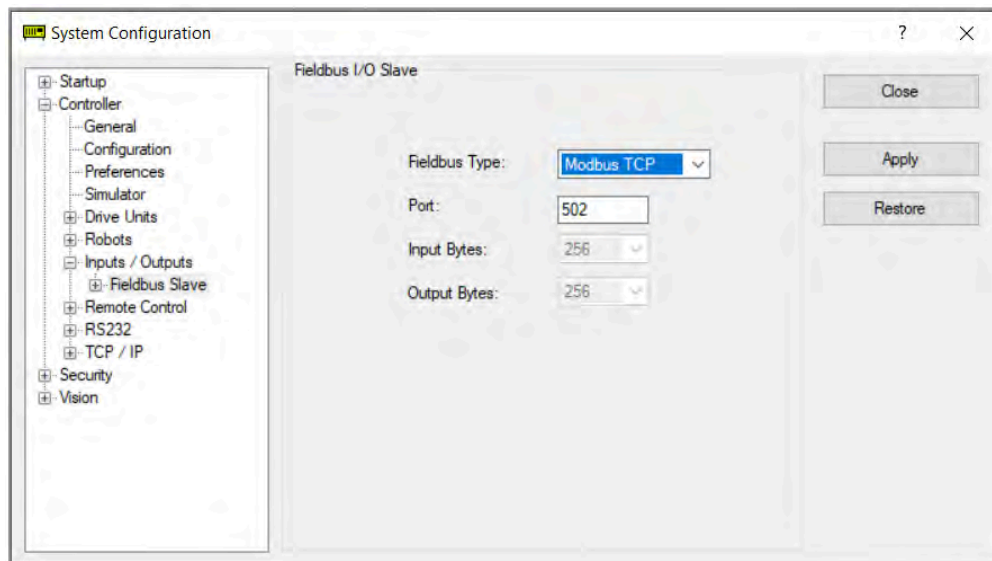 System Configuration
?
Startup
Controller
General
Configuration
Preferences
Simulator
Drive Units
Robots
Inputs / Outputs
Fieldbus Slave
Remote Control
RS232
TCP / IP
Security
Vision
Fieldbus I/O Slave
Fieldbus Type: Modbus TCP
Port: 502
Input Bytes: 256
Output Bytes: 256
Close
Apply
Restore